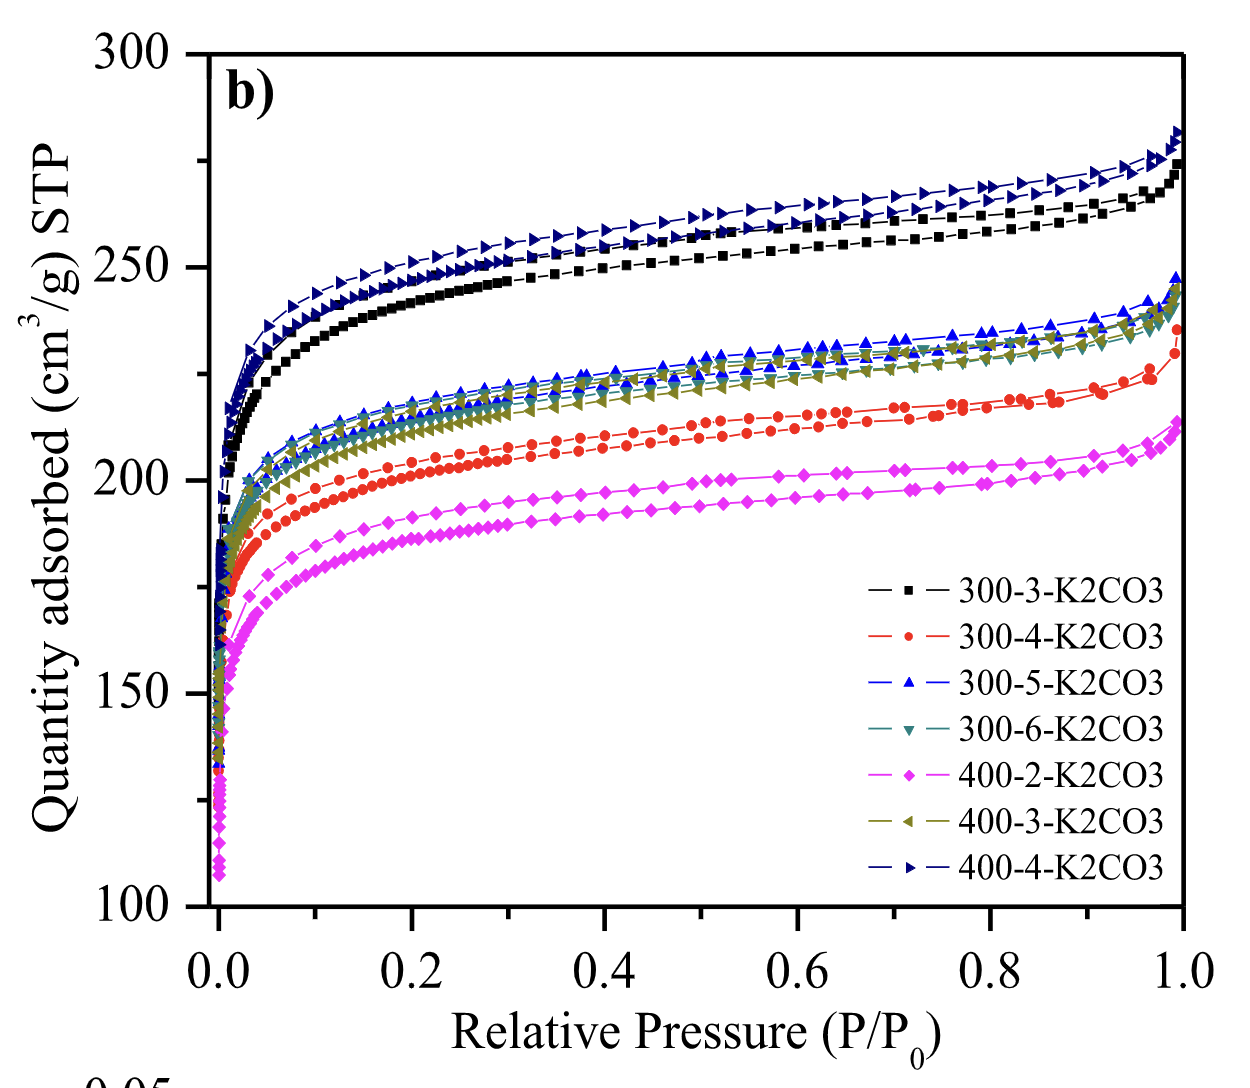 b)
300
250
200
150
100
Quantity adsorbed (cm³/g) STP
300-3-K2CO3
300-4-K2CO3
300-5-K2CO3
300-6-K2CO3
400-2-K2CO3
400-3-K2CO3
400-4-K2CO3
0.0 0.2 0.4 0.6 0.8 1.0
Relative Pressure (P/P₀)
0.05